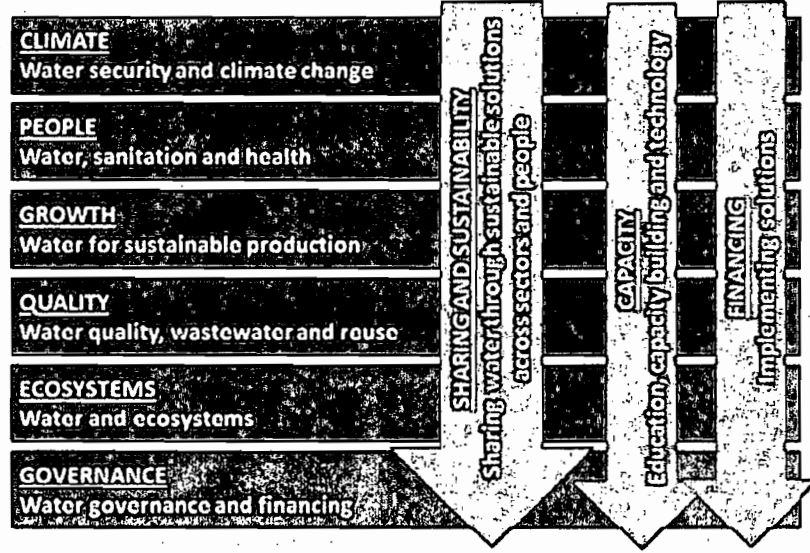 CLIMATE
Water security and climate change
PEOPLE
Water, sanitation and health
GROWTH
Water for sustainable production
QUALITY
Water quality, wastewater and reuse
ECOSYSTEMS
Water and ecosystems
GOVERNANCE
Water governance and financing
SHARING AND SUSTAINABILITY
Sharing water through sustainable solutions
across sectors and people
CAPACITY
Education, capacity building and technology
FINANCING
Implementing solutions